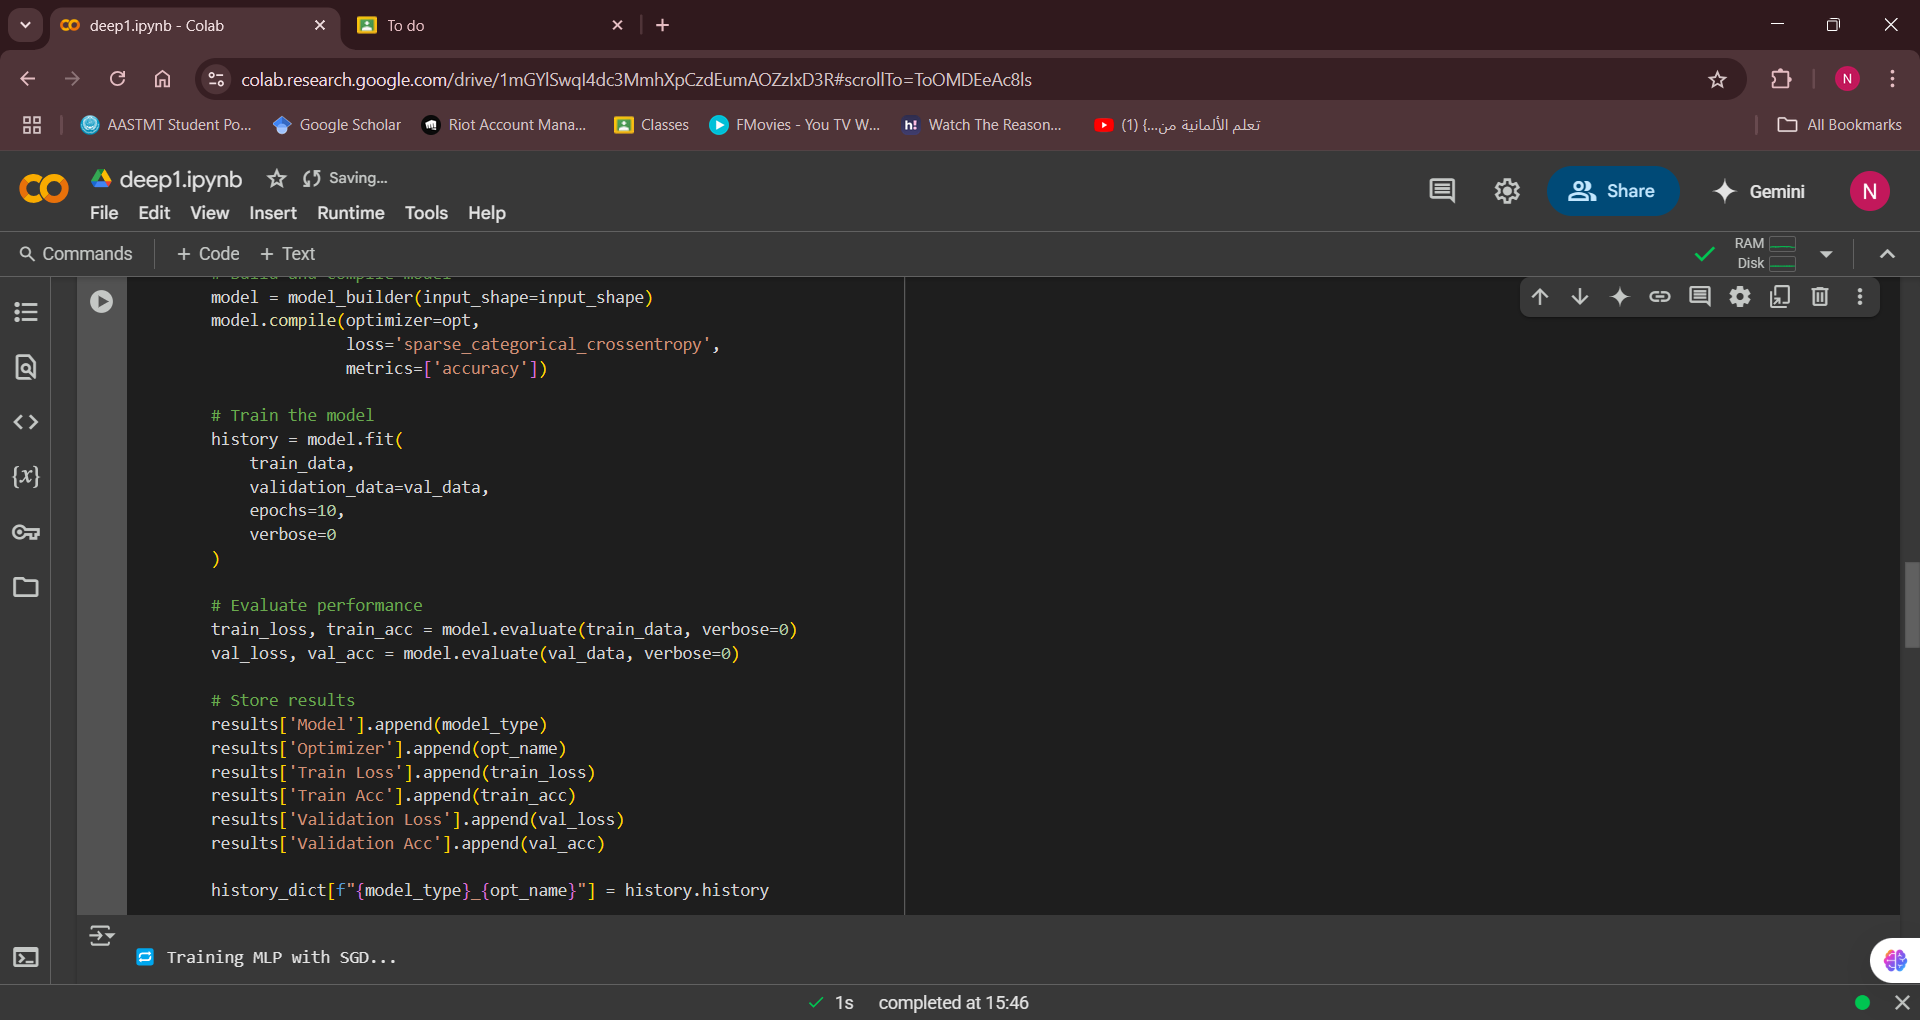 deep1.ipynb - Colab
To do
colab.research.google.com/drive/1mGYlSwqI4dc3MmhXpCzdEumAOZzIxD3R#scrollTo=ToOMDEeAc8ls
N
AASTMT Student Po...
Google Scholar
Riot Account Mana...
Classes
FMovies - You TV W...
h! Watch The Reason...
(1) {...تعلم الألمانية من
All Bookmarks
deep1.ipynb
Saving...
File Edit View Insert Runtime Tools Help
Share
Gemini
N
Commands
+ Code + Text
RAM
Disk
model = model_builder(input_shape=input_shape)
model.compile(optimizer=opt,
loss='sparse_categorical_crossentropy',
metrics=['accuracy'])
# Train the model
history = model.fit(
train_data,
validation_data=val_data,
epochs=10,
verbose=0
)
# Evaluate performance
train_loss, train_acc = model.evaluate(train_data, verbose=0)
val_loss, val_acc = model.evaluate(val_data, verbose=0)
# Store results
results['Model'].append(model_type)
results['Optimizer'].append(opt_name)
results['Train Loss'].append(train_loss)
results['Train Acc'].append(train_acc)
results['Validation Loss'].append(val_loss)
results['Validation Acc'].append(val_acc)
history_dict[f"{model_type}_{opt_name}"] = history.history
Training MLP with SGD...
1s completed at 15:46